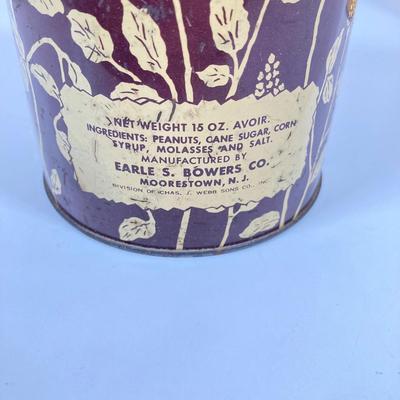 NET WEIGHT 15 OZ. AVOIR.
INGREDIENTS: PEANUTS, CANE SUGAR, CORN
SYRUP, MOLASSES AND SALT.
MANUFACTURED BY
EARLE S. BOWERS CO.
MOORESTOWN, N. J.
DIVISION OF CHAS. J. WEBB SONS CO., INC.